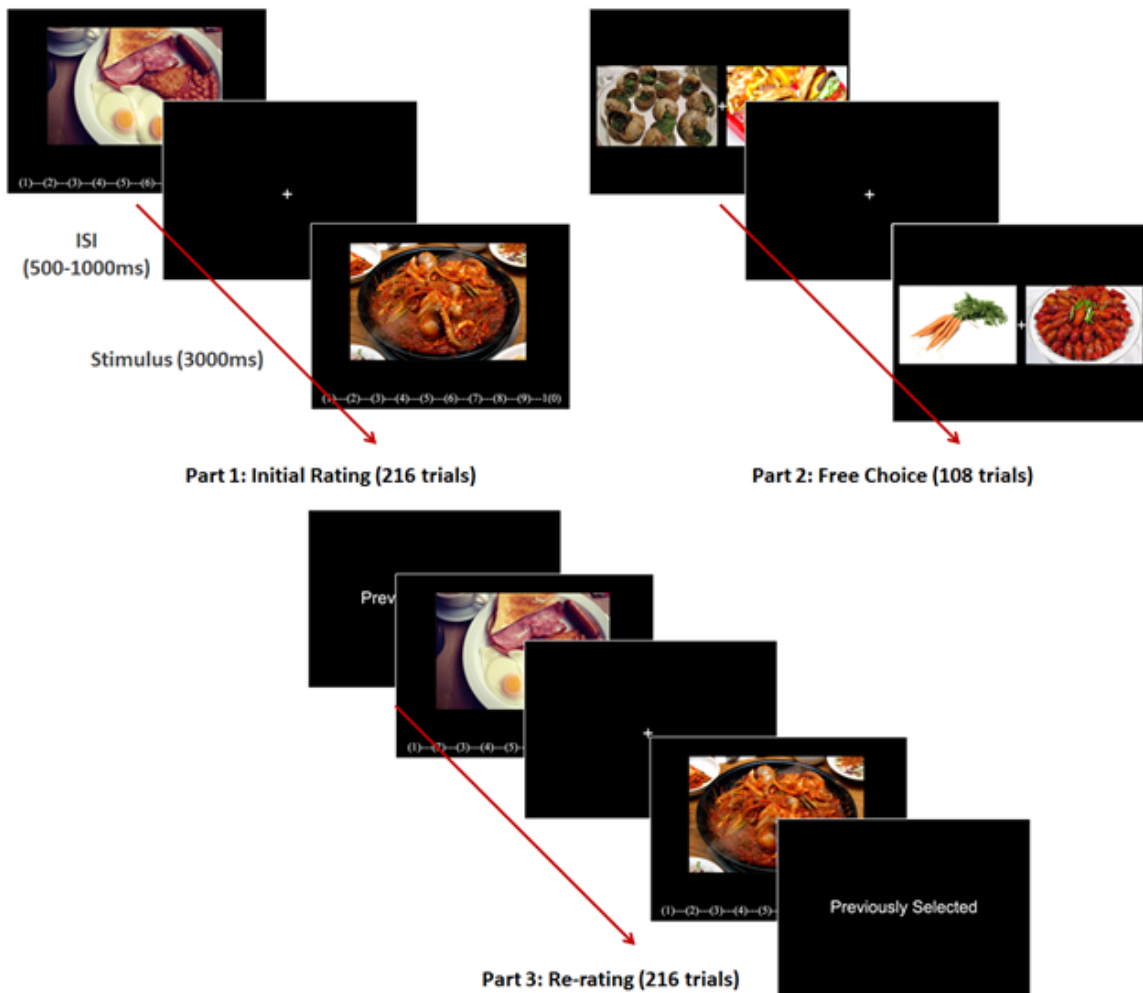 (1)---(2)---(3)---(4)---(5)---(6)---
ISI
(500-1000ms)
Stimulus (3000ms)
(1)---(2)---(3)---(4)---(5)---(6)---(7)---(8)---(9)---1(0)
Part 1: Initial Rating (216 trials)
+
+
+
+
Part 2: Free Choice (108 trials)
Prev
(1)---(2)---(3)---(4)---(5)---
+
(1)---(2)---(3)---(4)---(5)---
Previously Selected
Part 3: Re-rating (216 trials)